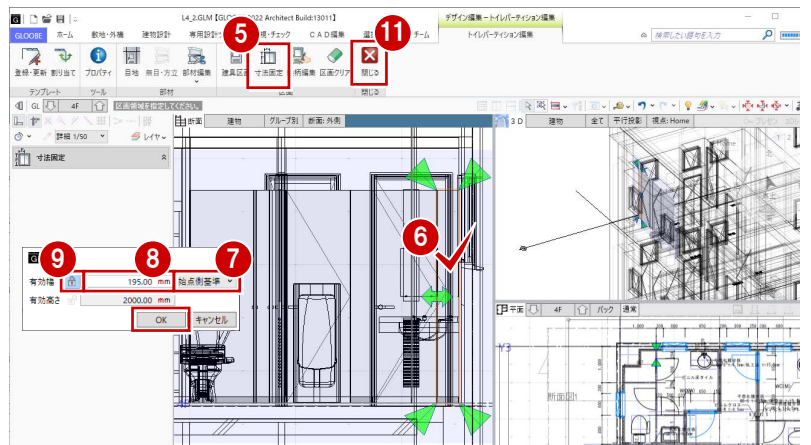 L4_2.GLM【GLOOBE 2022 Architect Build:13011】
デザイン編集 – トイレパーティション編集
GLOOBE ホーム 敷地・外構 建物設計 専用設計 チェック CAD編集 チーム トイレパーティション編集 検索したい語句を入力
5
11
登録・更新 割り当て プロパティ 目地 無目・方立 部材編集 建具区画 寸法固定 柄編集 区画クリア 閉じる
テンプレート ツール 部材 区画 閉じる
GL 4F 区画領域を指定してください。
断面 建物 グループ別 断面: 外側
3D 建物 全て 平行投影 視点: Home
詳細 1/50 レイヤ
寸法固定
Home
6
9
8
7
有効幅 195.00 mm 始点側基準
有効高さ 2000.00 mm
OK キャンセル
平面 4F バック 通常
Y3
断面図1